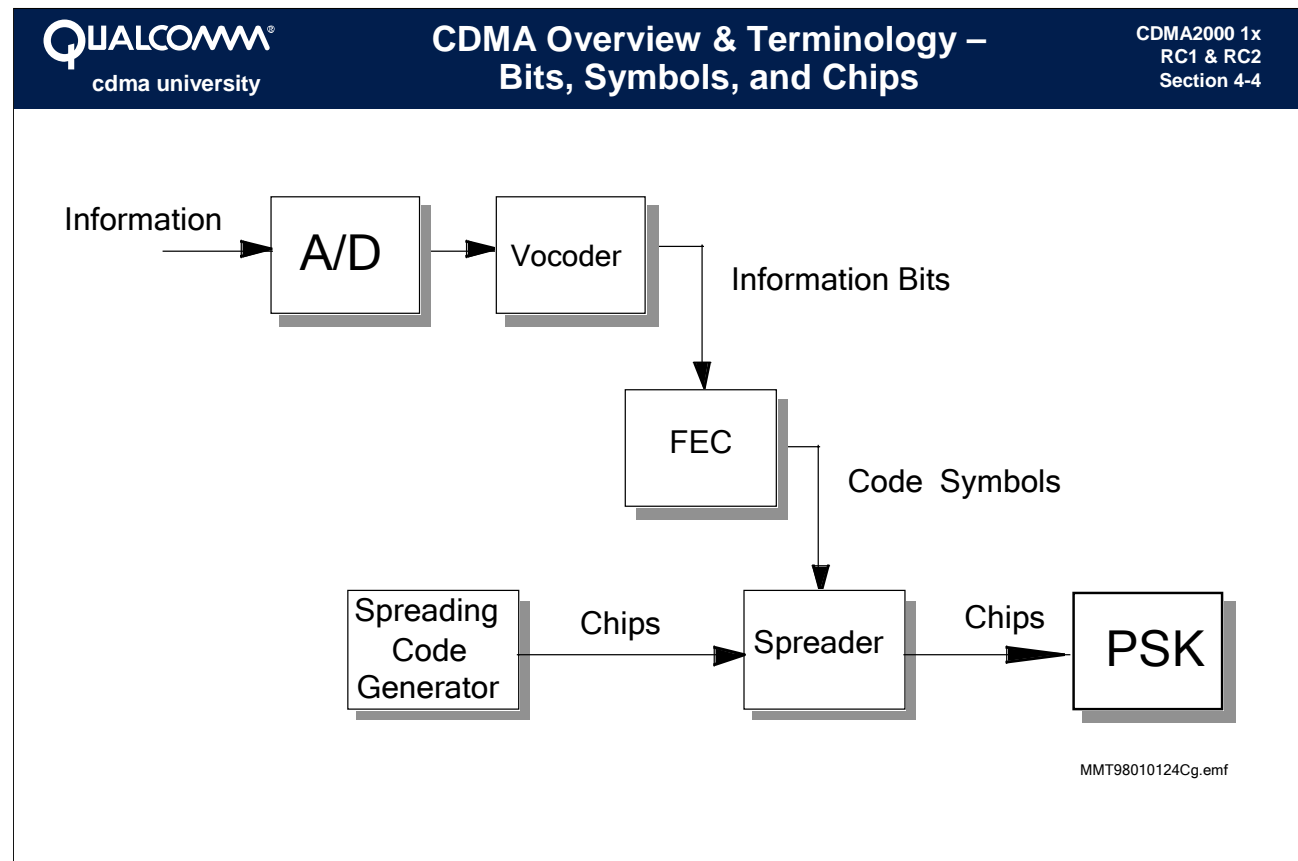 QUALCOMM®
cdma university
CDMA Overview & Terminology –
Bits, Symbols, and Chips
CDMA2000 1x
RC1 & RC2
Section 4-4
Information
A/D
Vocoder
Information Bits
FEC
Code Symbols
Spreading
Code
Generator
Chips
Spreader
Chips
PSK
MMT98010124Cg.emf